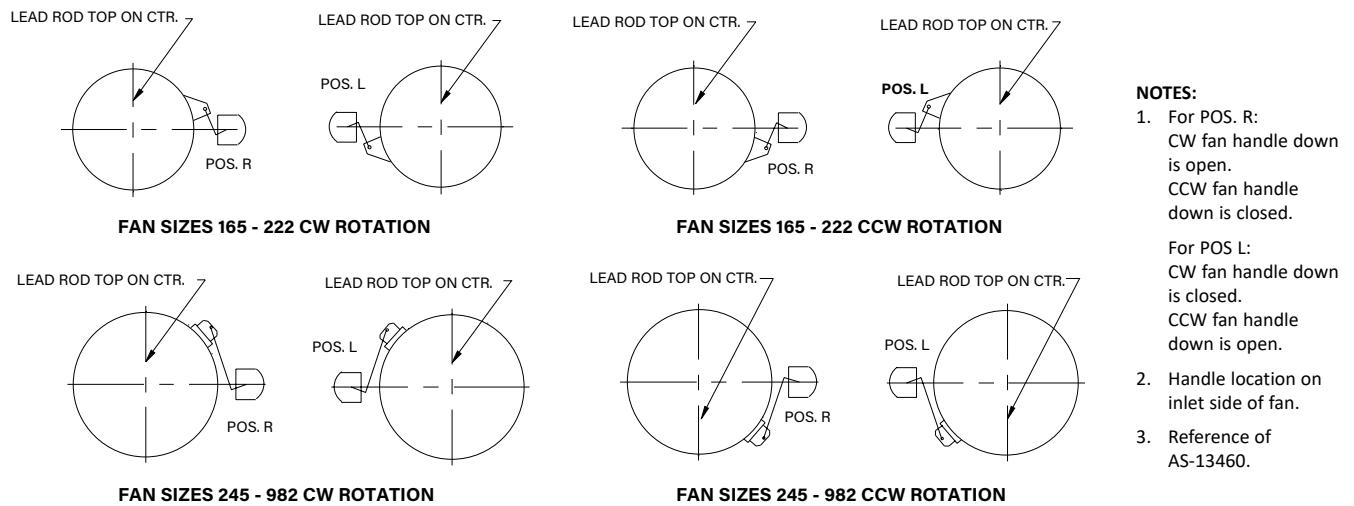 LEAD ROD TOP ON CTR.
LEAD ROD TOP ON CTR.
LEAD ROD TOP ON CTR.
LEAD ROD TOP ON CTR.
POS. L
POS. R
POS. L
POS. R
FAN SIZES 165 - 222 CW ROTATION
FAN SIZES 165 - 222 CCW ROTATION
LEAD ROD TOP ON CTR.
LEAD ROD TOP ON CTR.
LEAD ROD TOP ON CTR.
LEAD ROD TOP ON CTR.
POS. L
POS. R
POS. L
POS. R
FAN SIZES 245 - 982 CW ROTATION
FAN SIZES 245 - 982 CCW ROTATION
NOTES:
1. For POS. R:
CW fan handle down
is open.
CCW fan handle
down is closed.
For POS L:
CW fan handle down
is closed.
CCW fan handle
down is open.
2. Handle location on
inlet side of fan.
3. Reference of
AS-13460.